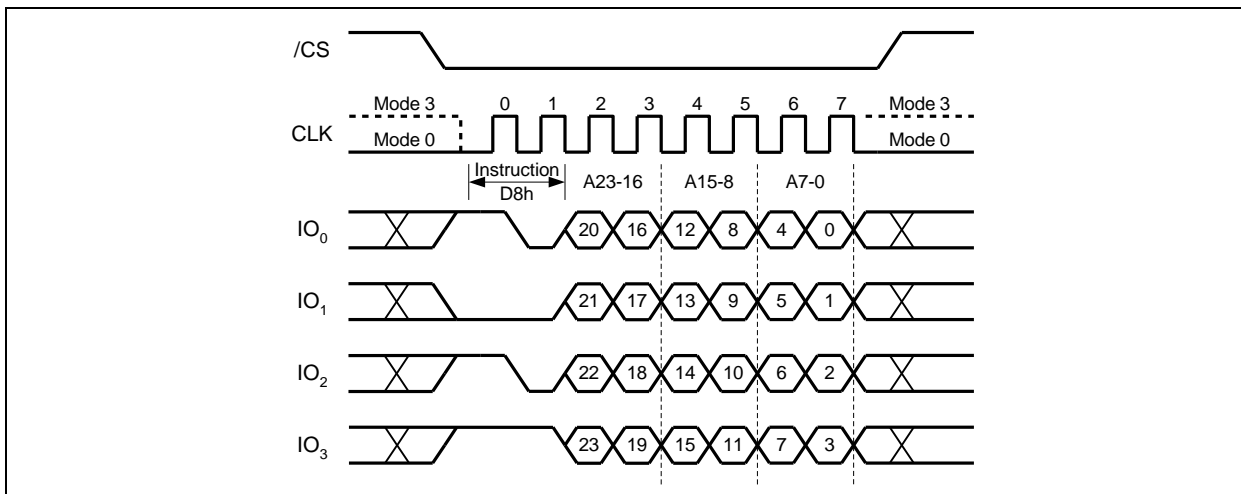 /CS
Mode 3 0 1 2 3 4 5 6 7 Mode 3
CLK
Mode 0 Mode 0
Instruction
D8h
A23-16 A15-8 A7-0
IO0 20 16 12 8 4 0
IO1 21 17 13 9 5 1
IO2 22 18 14 10 6 2
IO3 23 19 15 11 7 3